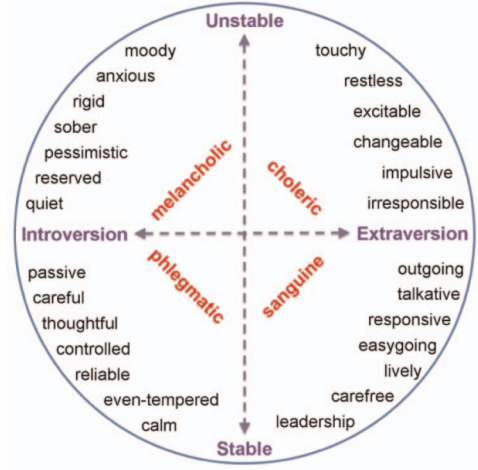 Unstable
moody
anxious
rigid
sober
pessimistic
reserved
quiet
touchy
restless
excitable
changeable
impulsive
irresponsible
melancholic
choleric
Introversion
Extraversion
phlegmatic
sanguine
passive
careful
thoughtful
controlled
reliable
even-tempered
calm
outgoing
talkative
responsive
easygoing
lively
carefree
leadership
Stable